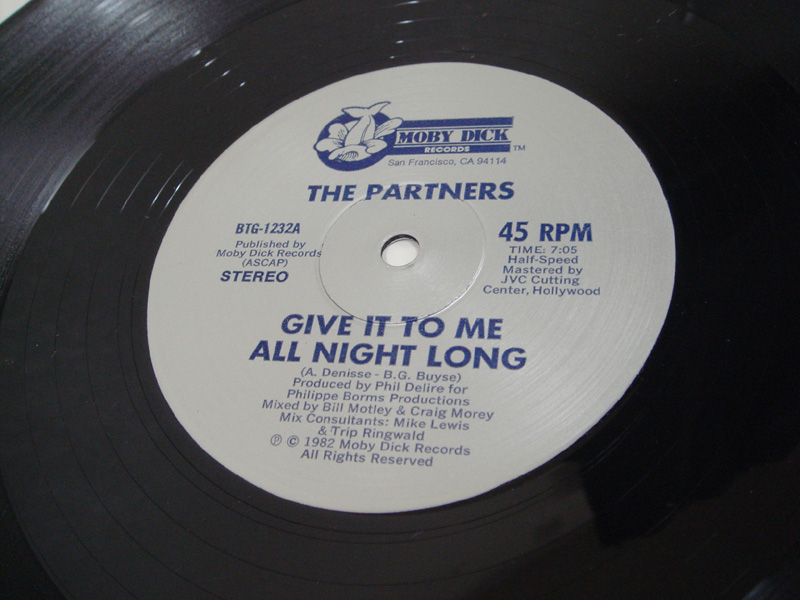 MOBY DICK
RECORDS
TM
San Francisco, CA 94114
THE PARTNERS
BTG-1232A
Published by
Moby Dick Records
(ASCAP)
STEREO
45 RPM
TIME: 7:05
Half-Speed
Mastered by
JVC Cutting
Center, Hollywood
GIVE IT TO ME
ALL NIGHT LONG
(A. Denisse - B.G. Buyse)
Produced by Phil Delire for
Philippe Borms Productions
Mixed by Bill Motley & Craig Morey
Mix Consultants: Mike Lewis
& Trip Ringwald
℗ © 1982 Moby Dick Records
All Rights Reserved